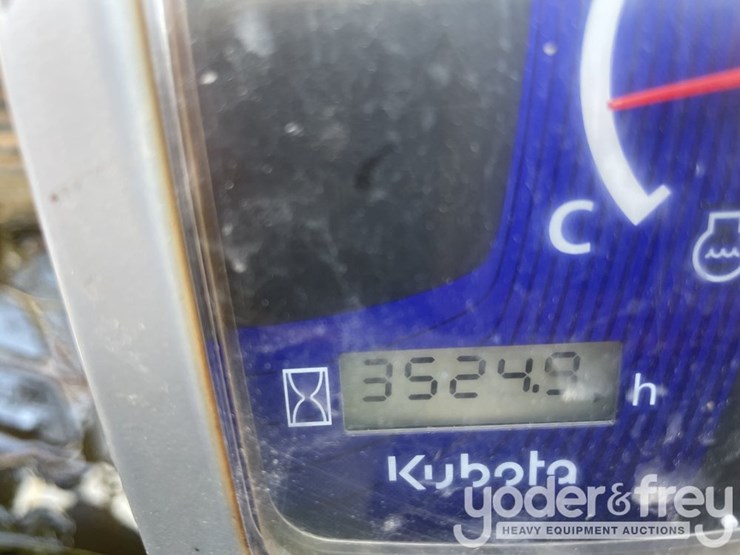 C
3524.9 h
Kubota
yoder&frey
HEAVY EQUIPMENT AUCTIONS